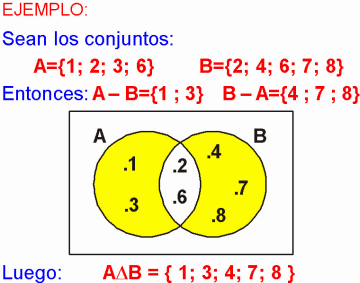 EJEMPLO:
Sean los conjuntos:
A={1; 2; 3; 6} B={2; 4; 6; 7; 8}
Entonces: A – B={1 ; 3} B – A={4 ; 7 ; 8}
A B
.1 .2 .4
.3 .6 .7
.8
Luego: A∆B = { 1; 3; 4; 7; 8 }